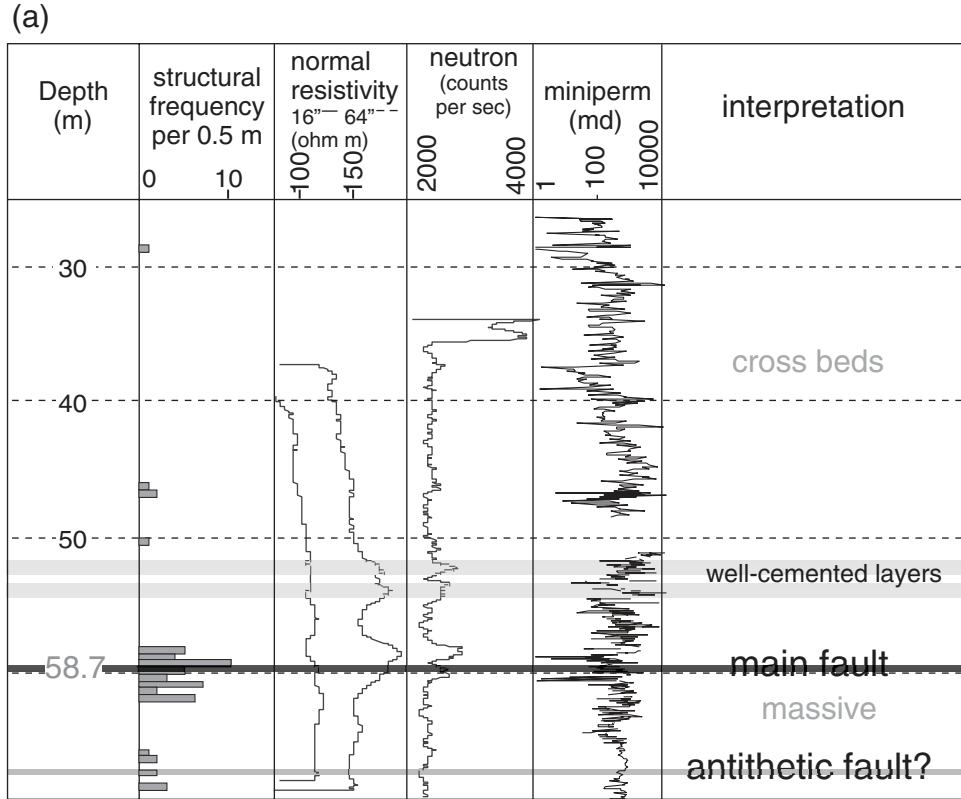 (a)
Depth
(m)
structural
frequency
per 0.5 m
0 10
normal
resistivity
16”— 64”- -
(ohm m)
100 150
neutron
(counts
per sec)
2000 4000
miniperm
(md)
1 100 10000
interpretation
30
cross beds
40
50
well-cemented layers
58.7
main fault
massive
antithetic fault?